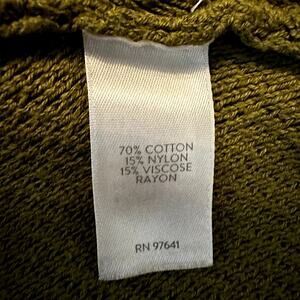 70% COTTON
15% NYLON
15% VISCOSE
RAYON
RN 97641